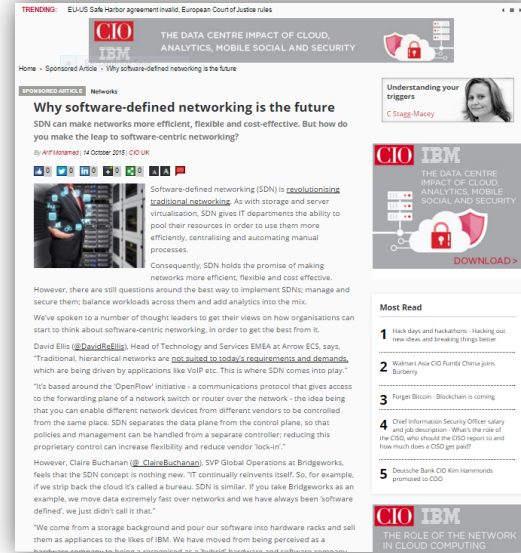 TRENDING: EU-US Safe Harbor agreement invalid, European Court of Justice rules
CIO
IBM
THE DATA CENTRE IMPACT OF CLOUD,
ANALYTICS, MOBILE SOCIAL AND SECURITY
Home Sponsored Article Why software-defined networking is the future
SPONSORED ARTICLE Networks
Why software-defined networking is the future
SDN can makes networks more efficient, flexible and cost-effective. But how do
you make the leap to software-centric networking?
By Arif Mohamed | 14 October 2015 | CIO UK
0 0 0 0 0 A A
Software-defined networking (SDN) is revolutionising
traditional networking. As with storage and server
virtualisation, SDN gives IT departments the ability to
pool their resources in order to use them more
efficiently, centralising and automating manual
processes.
Consequently, SDN holds the promise of making
networks more efficient, flexible and cost effective.
However, there are still questions around the best way to implement SDNs; manage and
secure them; balance workloads across them and add analytics into the mix.
We've spoken to a number of thought leaders to get their views on how organisations can
start to think about software-centric networking, in order to get the best from it.
David Ellis (@DavidReEllis), Head of Technology and Services EMEA at Arrow ECS, says,
"Traditional, hierarchical networks are not suited to today's requirements and demands,
which are being driven by applications like VoIP etc. This is where SDN comes into play."
"It's based around the 'OpenFlow' initiative - a communications protocol that gives access
to the forwarding plane of a network switch or router over the network - the idea being
that you can enable different network devices from different vendors to be controlled
from the same place. SDN separates the data plane from the control plane, so that
policies and management can be handled from a separate controller; reducing this
proprietary control can increase flexibility and reduce vendor 'lock-in'."
However, Claire Buchanan (@_ClaireBuchanan), SVP Global Operations at Bridgeworks,
feels that the SDN concept is nothing new. "IT continually reinvents itself. So, for example,
if we strip back the cloud it's called a bureau. SDN is similar. If you take Bridgeworks as an
example, we move data extremely fast over networks and we have always been 'software
defined', we just didn't call it that."
"We come from a storage background and pour our software into hardware racks and sell
them as appliances to the likes of IBM. We have moved from being perceived as a
hardware company to being a recognised as a 'hybrid' hardware and software company
Understanding your
triggers
C Stagg-Macey
CIO IBM
THE DATA CENTRE
IMPACT OF CLOUD,
ANALYTICS, MOBILE
SOCIAL AND SECURITY
DOWNLOAD >
Most Read
1 Hack days and hackathons - Hacking out
new ideas and breaking things better
2 Walmart Asia CIO Fumbi Chima joins
Burberry
3 Forget Bitcoin - Blockchain is coming
4 Chief Information Security Officer salary
and job description - What's the role of
the CISO, who should the CISO report to and
how much does a CISO get paid?
5 Deutsche Bank CIO Kim Hammonds
promoted to COO
CIO IBM
THE ROLE OF THE NETWORK
IN CLOUD COMPUTING